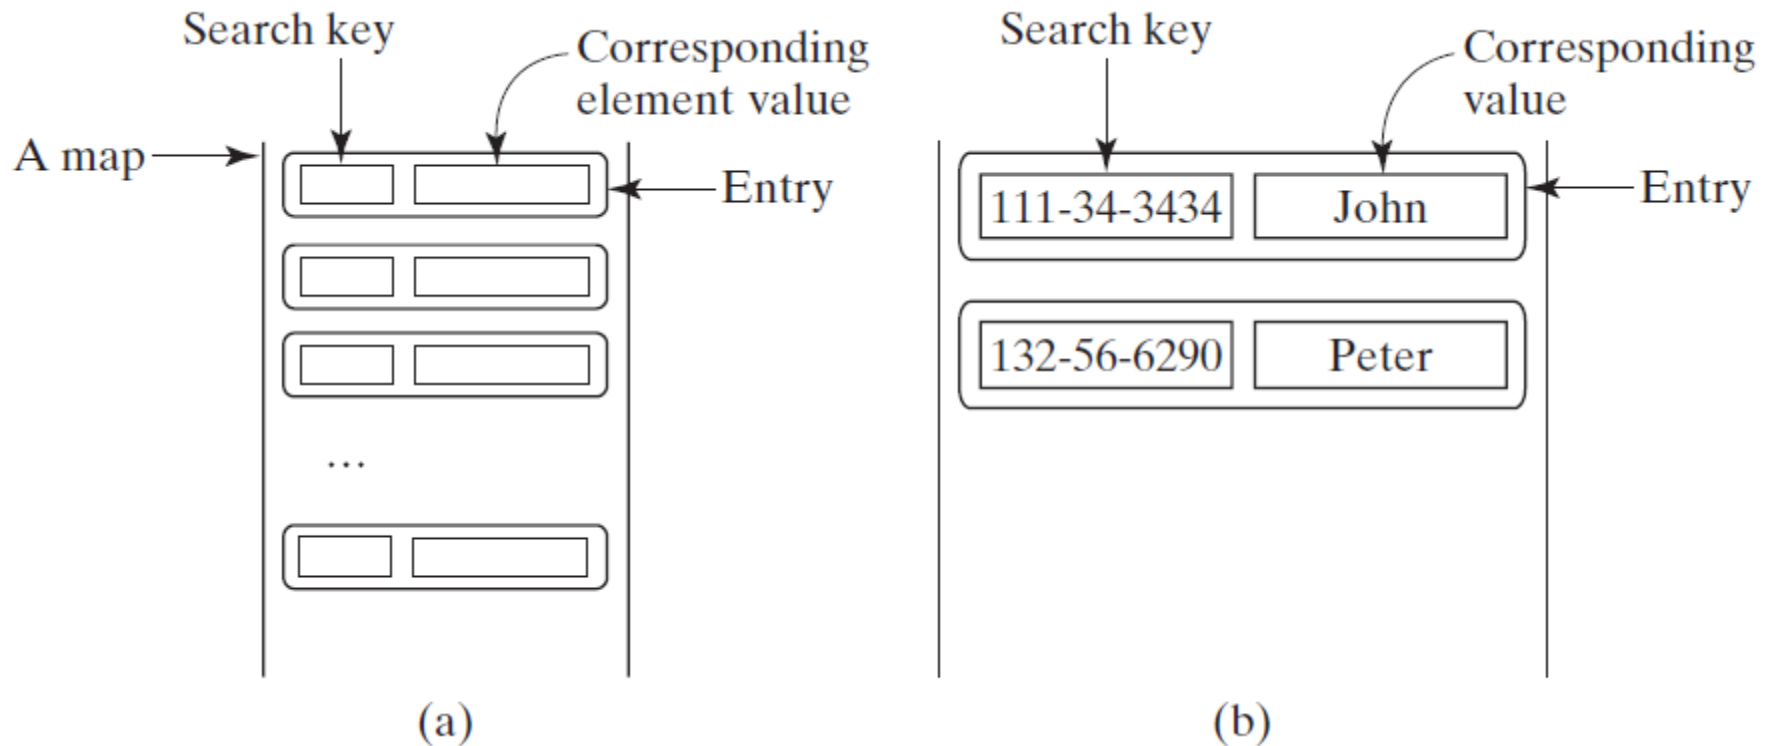 Search key
Corresponding
element value
A map
Entry
...
(a)
Search key
Corresponding
value
111-34-3434 John
Entry
132-56-6290 Peter
(b)